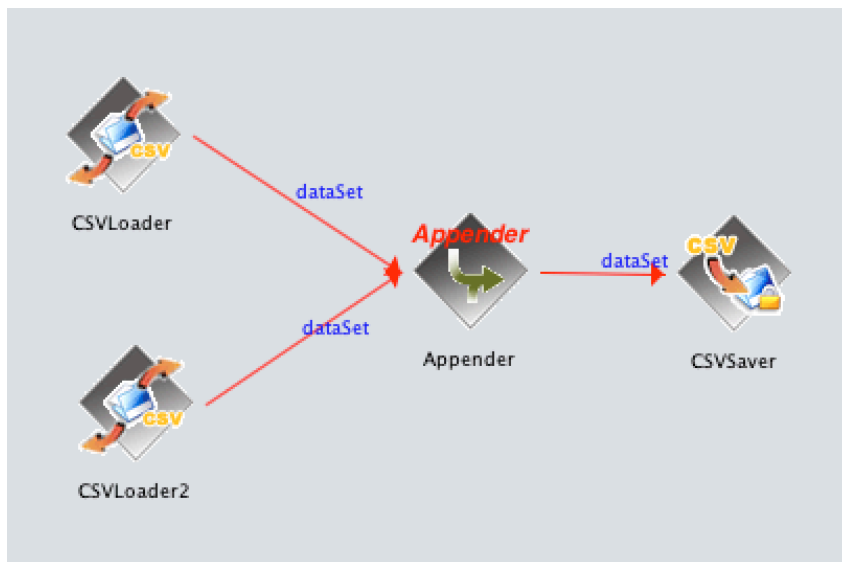 CSV
CSVLoader
dataSet
Appender
dataSet
CSV
Appender
CSVSaver
dataSet
CSV
CSVLoader2